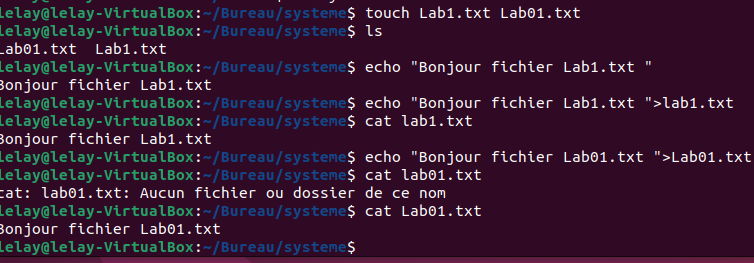 lelay@lelay-VirtualBox:~/Bureau/systeme$ touch Lab1.txt Lab01.txt
lelay@lelay-VirtualBox:~/Bureau/systeme$ ls
Lab01.txt  Lab1.txt
lelay@lelay-VirtualBox:~/Bureau/systeme$ echo "Bonjour fichier Lab1.txt "
Bonjour fichier Lab1.txt
lelay@lelay-VirtualBox:~/Bureau/systeme$ echo "Bonjour fichier Lab1.txt ">lab1.txt
lelay@lelay-VirtualBox:~/Bureau/systeme$ cat lab1.txt
Bonjour fichier Lab1.txt
lelay@lelay-VirtualBox:~/Bureau/systeme$ echo "Bonjour fichier Lab01.txt ">Lab01.txt
lelay@lelay-VirtualBox:~/Bureau/systeme$ cat lab01.txt
cat: lab01.txt: Aucun fichier ou dossier de ce nom
lelay@lelay-VirtualBox:~/Bureau/systeme$ cat Lab01.txt
Bonjour fichier Lab01.txt
lelay@lelay-VirtualBox:~/Bureau/systeme$